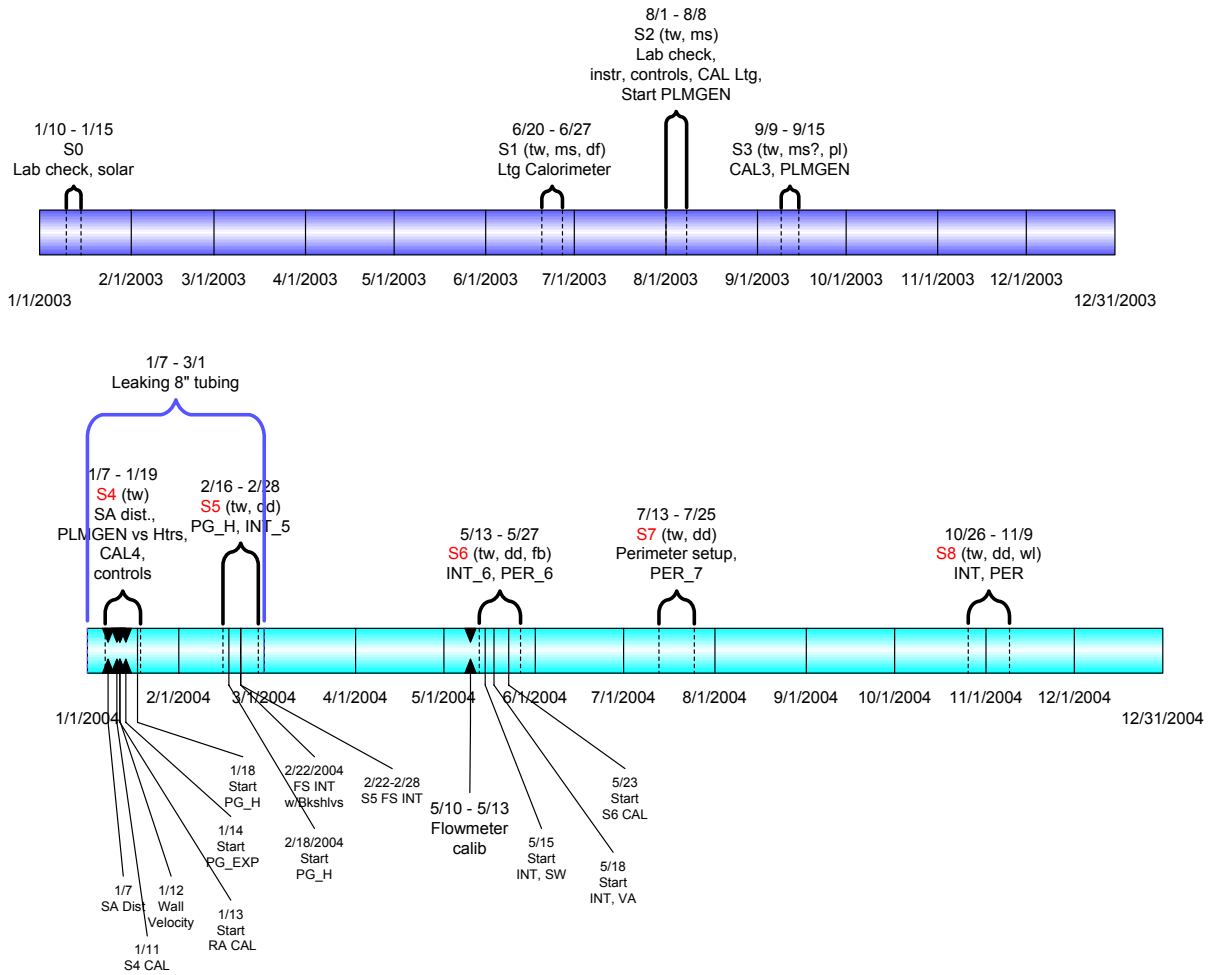 8/1 - 8/8
S2 (tw, ms)
Lab check,
instr, controls, CAL Ltg,
Start PLMGEN
1/10 - 1/15
S0
Lab check, solar
6/20 - 6/27
S1 (tw, ms, df)
Ltg Calorimeter
9/9 - 9/15
S3 (tw, ms?, pl)
CAL3, PLMGEN
1/1/2003
2/1/2003
3/1/2003
4/1/2003
5/1/2003
6/1/2003
7/1/2003
8/1/2003
9/1/2003
10/1/2003
11/1/2003
12/1/2003
12/31/2003
1/7 - 3/1
Leaking 8" tubing
1/7 - 1/19
S4 (tw)
SA dist.,
PLMGEN vs Htrs,
CAL4,
controls
2/16 - 2/28
S5 (tw, dd)
PG_H, INT_5
5/13 - 5/27
S6 (tw, dd, fb)
INT_6, PER_6
7/13 - 7/25
S7 (tw, dd)
Perimeter setup,
PER_7
10/26 - 11/9
S8 (tw, dd, wl)
INT, PER
1/1/2004
2/1/2004
3/1/2004
4/1/2004
5/1/2004
6/1/2004
7/1/2004
8/1/2004
9/1/2004
10/1/2004
11/1/2004
12/1/2004
12/31/2004
1/7
SA Dist
1/11
S4 CAL
1/12
Wall
Velocity
1/13
Start
RA CAL
1/14
Start
PG_EXP
1/18
Start
PG_H
2/22/2004
FS INT
w/Bkshlvs
2/18/2004
Start
PG_H
2/22-2/28
S5 FS INT
5/10 - 5/13
Flowmeter
calib
5/15
Start
INT, SW
5/18
Start
INT, VA
5/23
Start
S6 CAL